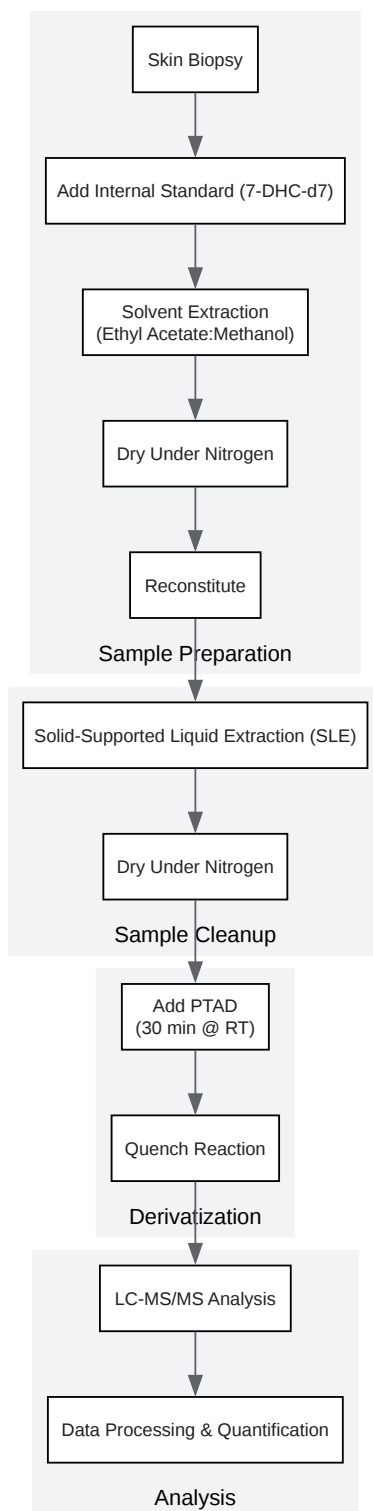 Skin Biopsy
Add Internal Standard (7-DHC-d7)
Solvent Extraction
(Ethyl Acetate:Methanol)
Dry Under Nitrogen
Reconstitute
Sample Preparation
Solid-Supported Liquid Extraction (SLE)
Dry Under Nitrogen
Sample Cleanup
Add PTAD
(30 min @ RT)
Quench Reaction
Derivatization
LC-MS/MS Analysis
Data Processing & Quantification
Analysis